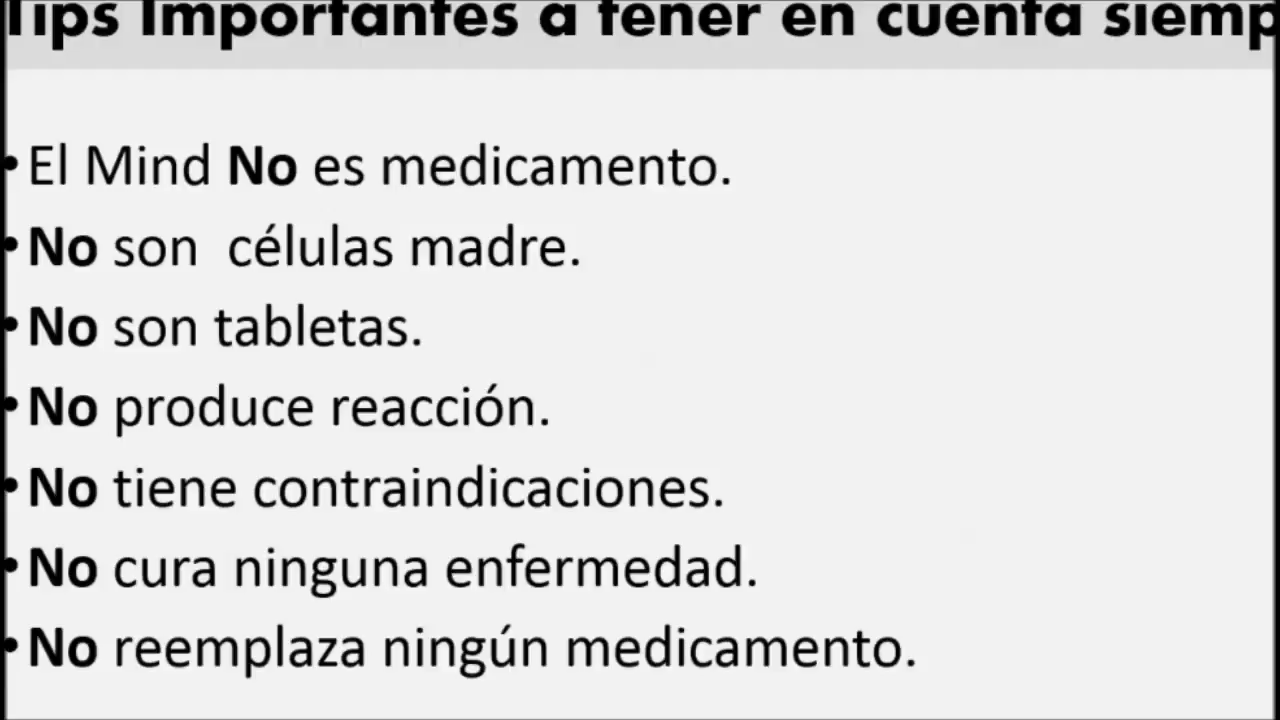 Tips Importantes a tener en cuenta siemp
• El Mind No es medicamento.
• No son células madre.
• No son tabletas.
• No produce reacción.
• No tiene contraindicaciones.
• No cura ninguna enfermedad.
• No reemplaza ningún medicamento.